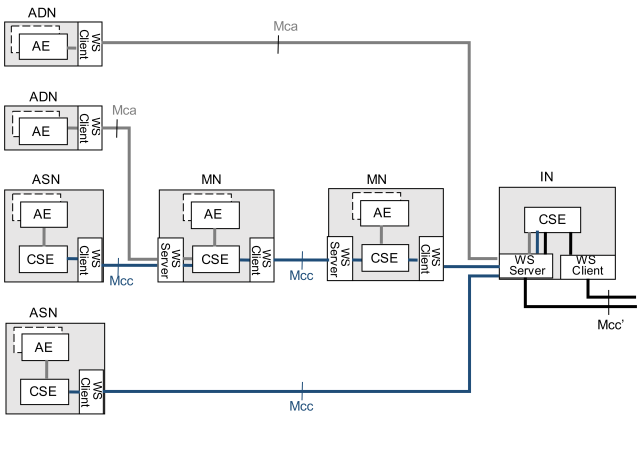 ADN
AE
WS
Client
Mca
ADN
AE
WS
Client
Mca
ASN
AE
CSE
WS
Client
Mcc
MN
WS
Server
AE
CSE
WS
Client
Mcc
MN
WS
Server
AE
CSE
WS
Client
IN
CSE
WS
Server
WS
Client
Mcc'
ASN
AE
CSE
WS
Client
Mcc